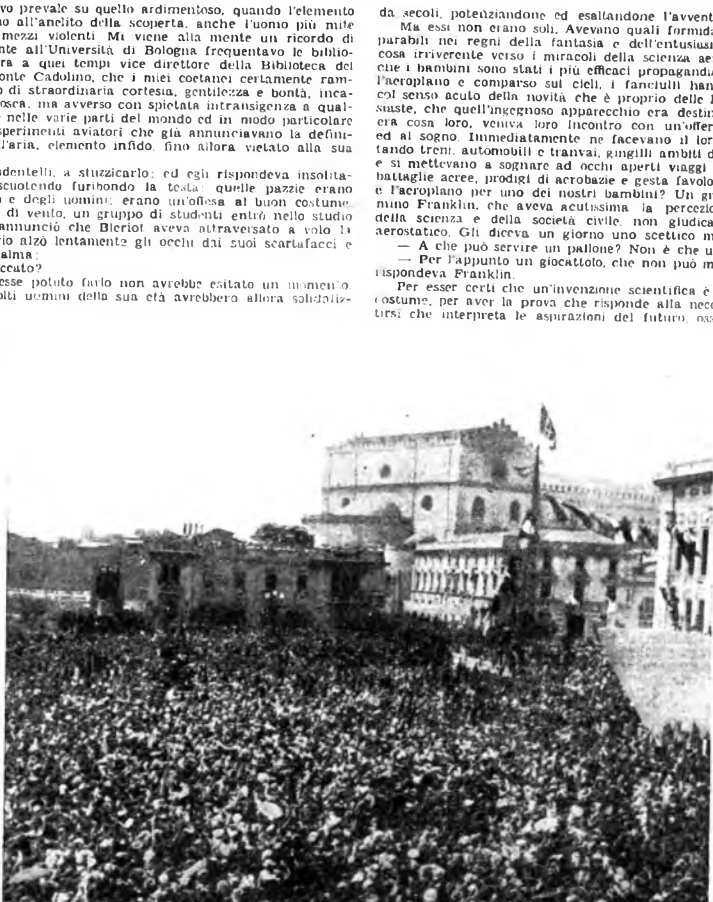 vo prevale su quello ardimentoso, quando l'elemento
no all'anelito della scoperta, anche l'uomo più mite
mezzi violenti Mi viene alla mente un ricordo di
nte all'Università di Bologna frequentavo le biblio-
ra a quei tempi vice direttore della Biblioteca del
onte Cadolino, che i miei coetanei certamente ram-
o di straordinaria cortesia, gentilezza e bontà, inca-
osca, ma avverso con spietata intransigenza a qual-
e nelle varie parti del mondo ed in modo particolare
sperimenti aviatori che già annunciavano la defini-
ll'aria, elemento infido, fino allora vietato alla sua
identelli, a stuzzicarlo; ed egli rispondeva insolita-
scuotendo furibondo la testa: quelle pazzie erano
a e degli uomini; erano un'offesa al buon costume.
di vento, un gruppo di studenti entrò nello studio
annunciò che Bleriot aveva attraversato a volo la
rio alzò lentamente gli occhi dai suoi scartafacci e
alma:
ccato?
esse potuto farlo non avrebbe esitato un momento.
olti uomini della sua età avrebbero allora solidaliz-
da secoli, potenziandone ed esaltandone l'avvent
Ma essi non erano soli. Avevano quali formida
parabili nei regni della fantasia e dell'entusias
cosa irriverente verso i miracoli della scienza ae
che i bambini sono stati i più efficaci propagandi
l'aeroplano è comparso sui cieli, i fanciulli han
col senso acuto della novità che è proprio delle
siaste, che quell'ingegnoso apparecchio era destin
era cosa loro, veniva loro incontro con un'offer
ed al sogno. Immediatamente ne facevano il lor
tando treni, automobili e tranvai, gingilli ambiti d
e si mettevano a sognare ad occhi aperti viaggi
battaglie aeree, prodigi di acrobazie e gesta favolo
è l'aeroplano per uno dei nostri bambini? Un gr
mino Franklin, che aveva acutissima la percezio
della scienza e della società civile, non giudica
aerostatico. Gli diceva un giorno uno scettico m
— A che può servire un pallone? Non è che u
— Per l'appunto un giocattolo, che non può m
rispondeva Franklin.
Per esser certi che un'invenzione scientifica è
costume, per aver la prova che risponde alla nece
tirsi che interpreta le aspirazioni del futuro,